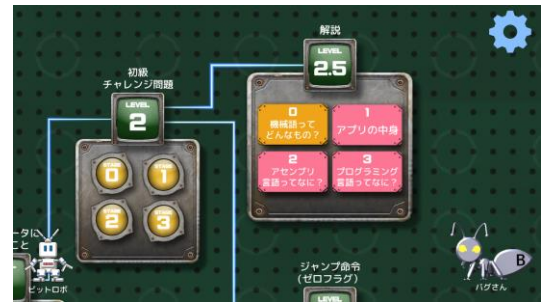 解説
LEVEL
2.5
初級
チャレンジ問題
LEVEL
2
0
機械語って
どんなもの？
1
アプリの中身
STAGE
0
STAGE
1
2
アセンブリ
言語ってなに？
3
プログラミング
言語ってなに？
STAGE
2
STAGE
3
ータに
こと
ビットロボ
ジャンプ命令
(ゼロフラグ)
LEVEL
B
バグさん